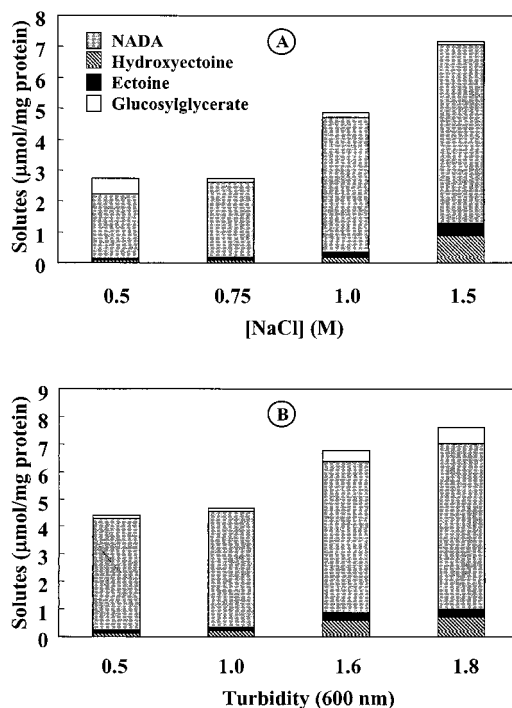 8
7
6
5
4
3
2
1
0
Solutes (µmol/mg protein)
A
NADA
Hydroxyectoine
Ectoine
Glucosylglycerate
0.5 0.75 1.0 1.5
[NaCl] (M)
9
8
7
6
5
4
3
2
1
0
Solutes (µmol/mg protein)
B
0.5 1.0 1.6 1.8
Turbidity (600 nm)